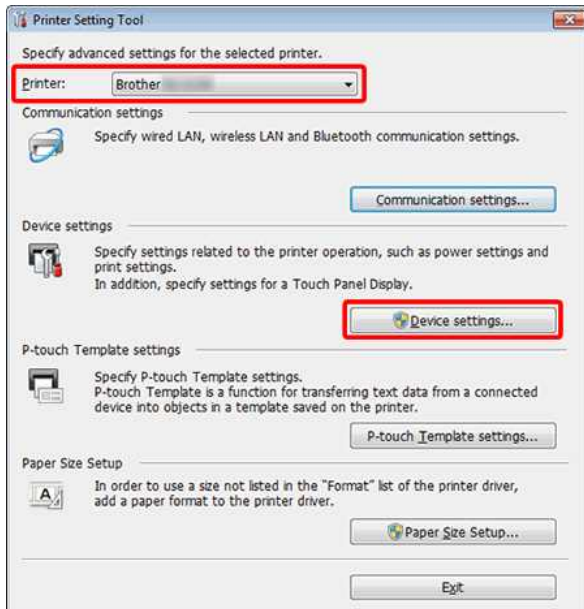 Printer Setting Tool
Specify advanced settings for the selected printer.
Printer: Brother
Communication settings
Specify wired LAN, wireless LAN and Bluetooth communication settings.
Communication settings...
Device settings
Specify settings related to the printer operation, such as power settings and
print settings.
In addition, specify settings for a Touch Panel Display.
Device settings...
P-touch Template settings
Specify P-touch Template settings.
P-touch Template is a function for transferring text data from a connected
device into objects in a template saved on the printer.
P-touch Template settings...
Paper Size Setup
In order to use a size not listed in the "Format" list of the printer driver,
add a paper format to the printer driver.
Paper Size Setup...
Exit